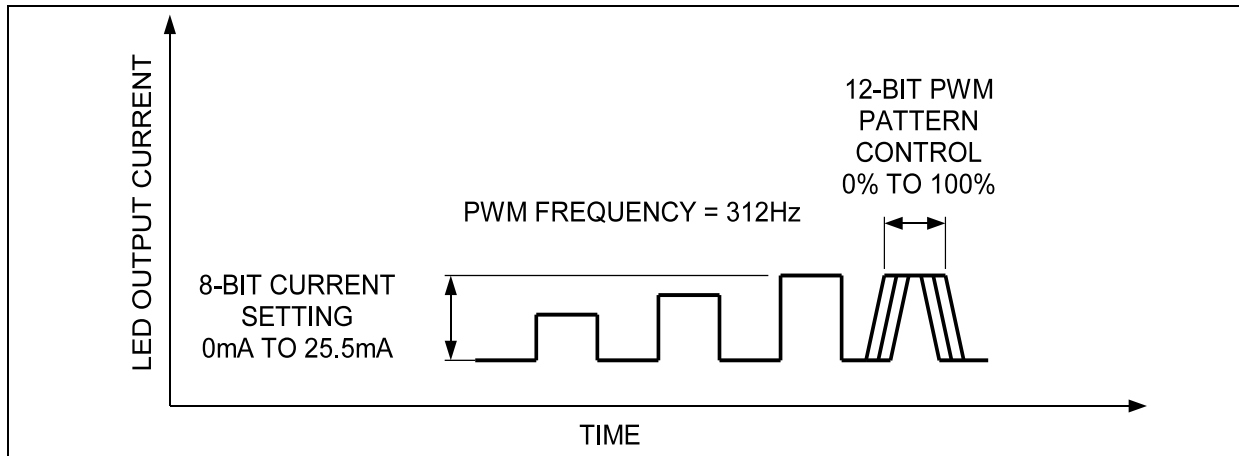 LED OUTPUT CURRENT
12-BIT PWM
PATTERN
CONTROL
0% TO 100%
PWM FREQUENCY = 312Hz
8-BIT CURRENT
SETTING
0mA TO 25.5mA
TIME